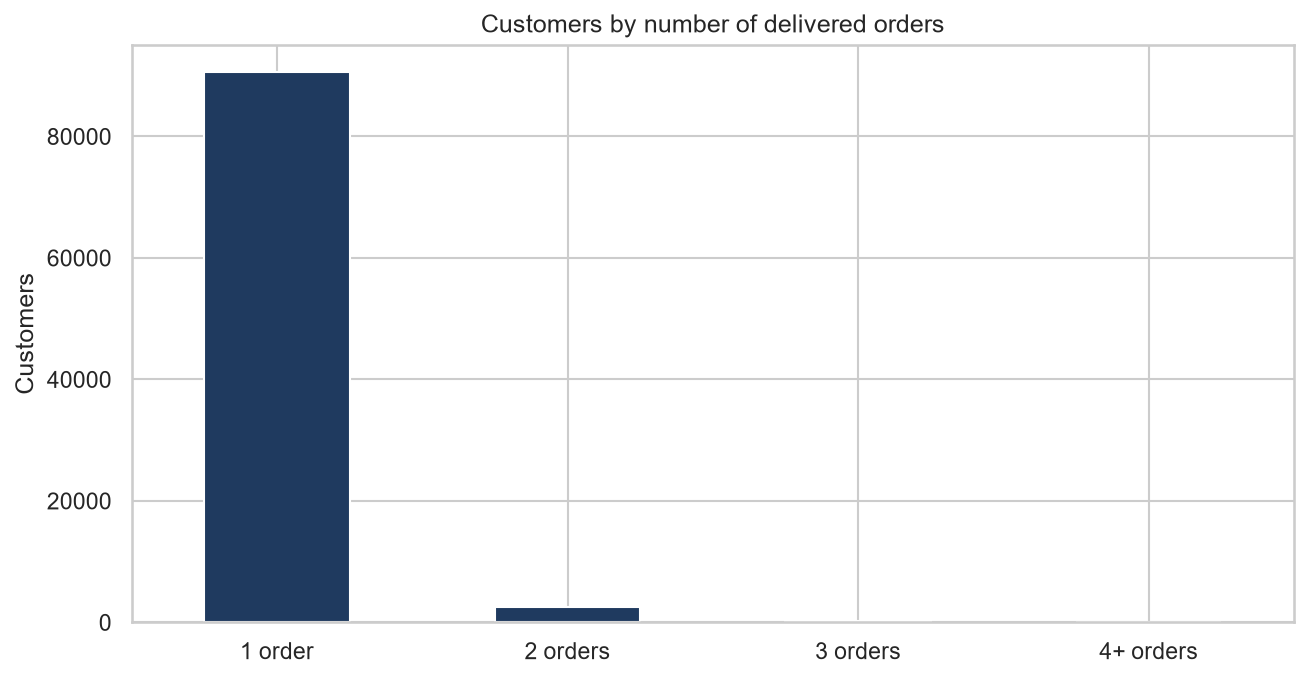 Customers by number of delivered orders
Customers
80000
60000
40000
20000
0
1 order
2 orders
3 orders
4+ orders